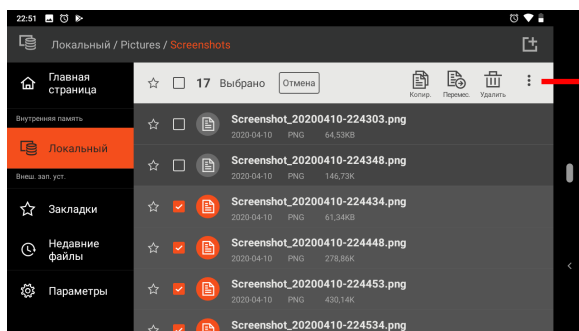 22:51
Локальный / Pictures / Screenshots
Главная
страница
17 Выбрано Отмена
Копир. Перемес. Удалить
Внутренняя память
Локальный
Внеш. зап. уст.
Закладки
Недавние
файлы
Параметры
Screenshot_20200410-224303.png
2020-04-10 PNG 64,53KB
Screenshot_20200410-224348.png
2020-04-10 PNG 146,73K
Screenshot_20200410-224434.png
2020-04-10 PNG 61,34KB
Screenshot_20200410-224448.png
2020-04-10 PNG 278,86K
Screenshot_20200410-224453.png
2020-04-10 PNG 430,14K
Screenshot_20200410-224534.png